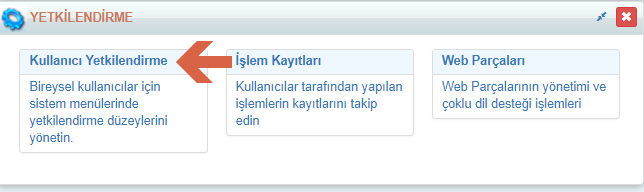 YETKİLENDİRME
Kullanıcı Yetkilendirme
Bireysel kullanıcılar için
sistem menülerinde
yetkilendirme düzeylerini
yönetin.
İşlem Kayıtları
Kullanıcılar tarafından yapılan
işlemlerin kayıtlarını takip
edin
Web Parçaları
Web Parçalarının yönetimi ve
çoklu dil desteği işlemleri